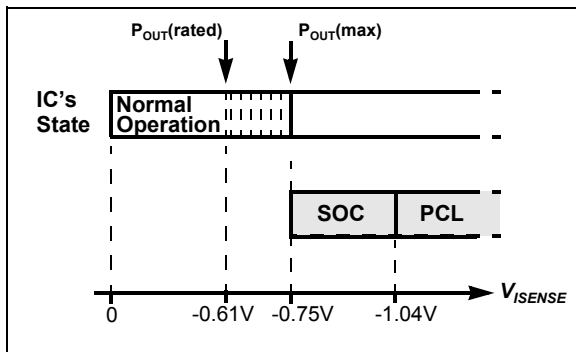 P_OUT(rated) P_OUT(max)
IC's
State
Normal
Operation
SOC PCL
V_ISENSE
0 -0.61V -0.75V -1.04V